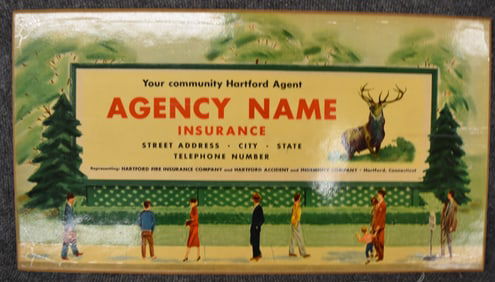 Your community Hartford Agent
AGENCY NAME
INSURANCE
STREET ADDRESS · CITY · STATE
TELEPHONE NUMBER
Representing: HARTFORD FIRE INSURANCE COMPANY and HARTFORD ACCIDENT and INDEMNITY COMPANY · Hartford, Connecticut